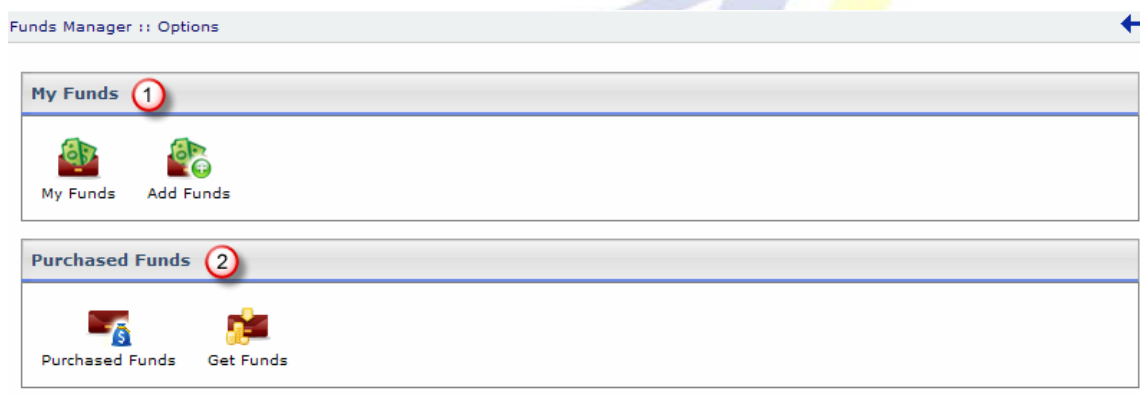 Funds Manager :: Options
My Funds 1
My Funds Add Funds
Purchased Funds 2
$
Purchased Funds Get Funds